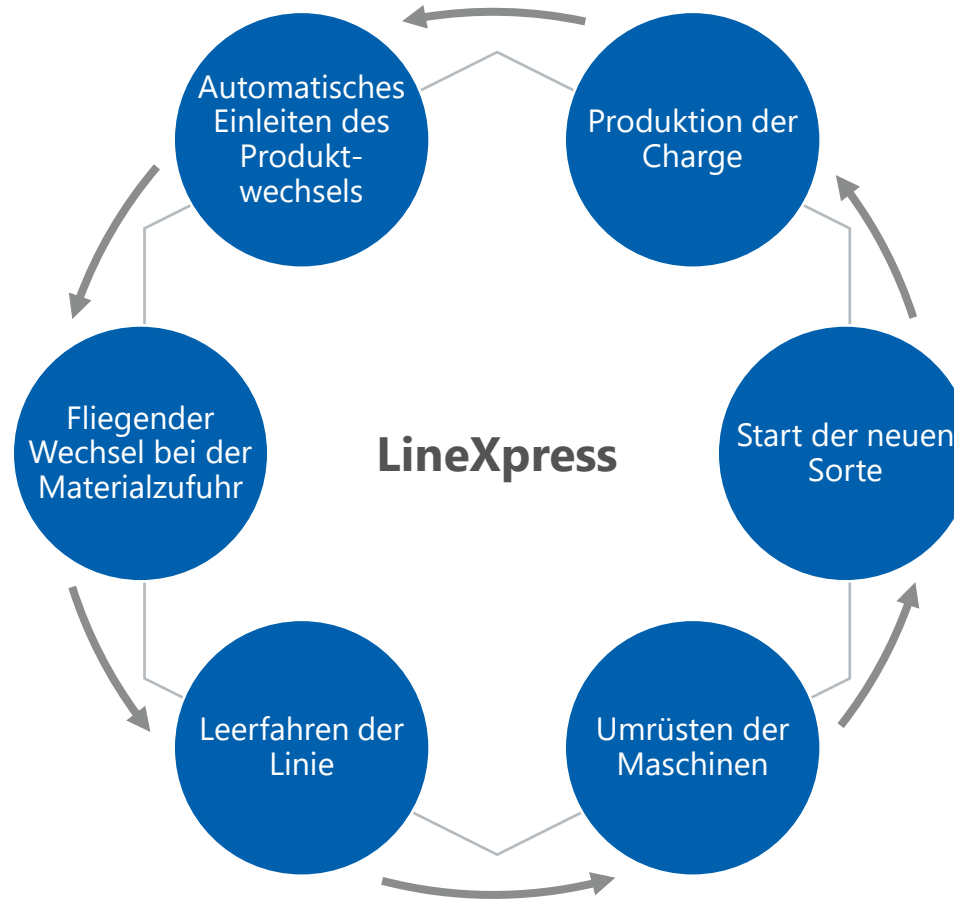 Automatisches
Einleiten des
Produkt-
wechsels
Produktion der
Charge
Fliegender
Wechsel bei der
Materialzufuhr
LineXpress
Start der neuen
Sorte
Leerfahren der
Linie
Umrüsten der
Maschinen